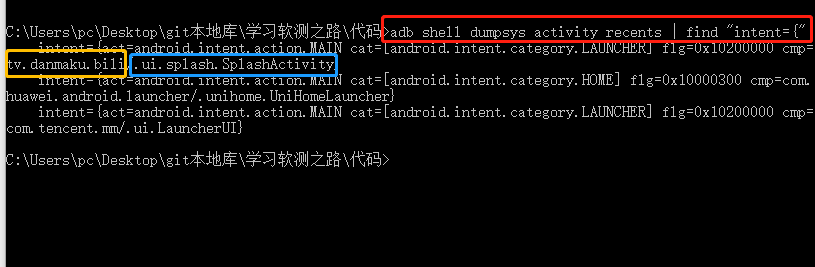 C:\Users\pc\Desktop\git本地库\学习软测之路\代码>adb shell dumpsys activity recents | find "intent={"
    intent={act=android.intent.action.MAIN cat=[android.intent.category.LAUNCHER] flg=0x10200000 cmp=
tv.danmaku.bili/.ui.splash.SplashActivity
    intent={act=android.intent.action.MAIN cat=[android.intent.category.HOME] flg=0x10000300 cmp=com.
huawei.android.launcher/.unihome.UniHomeLauncher}
    intent={act=android.intent.action.MAIN cat=[android.intent.category.LAUNCHER] flg=0x10200000 cmp=
com.tencent.mm/.ui.LauncherUI}
C:\Users\pc\Desktop\git本地库\学习软测之路\代码>